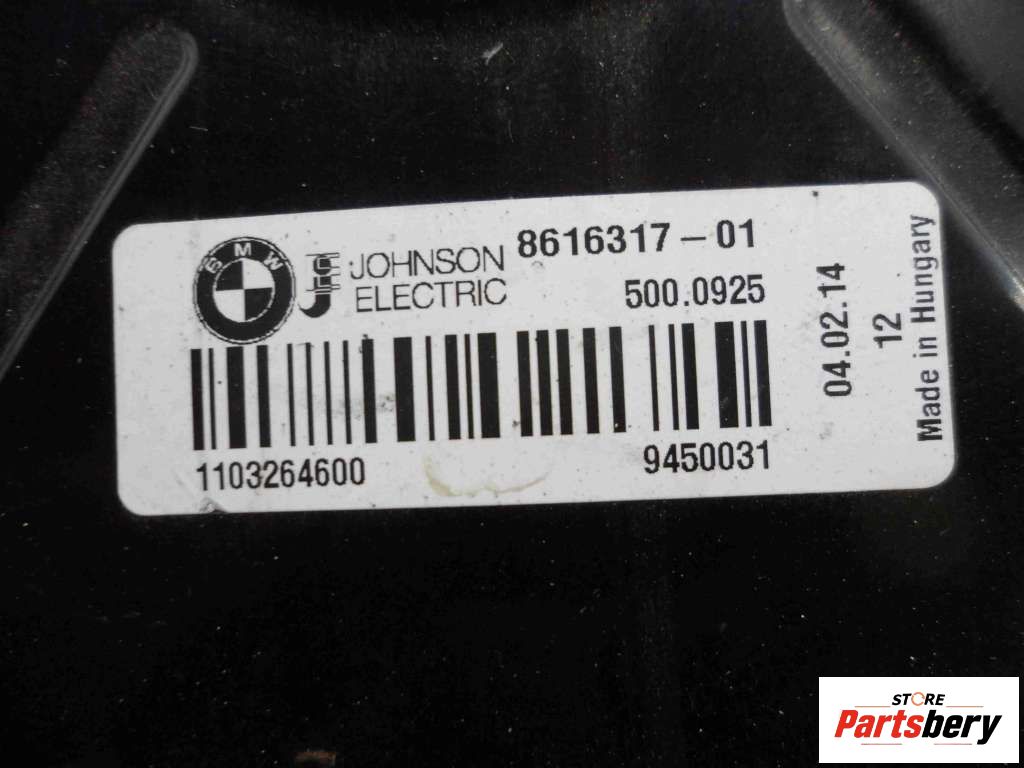 BMW
JOHNSON
ELECTRIC
8616317-01
500.0925
1103264600
9450031
04.02.14
12
Made in Hungary
STORE
Partsbery